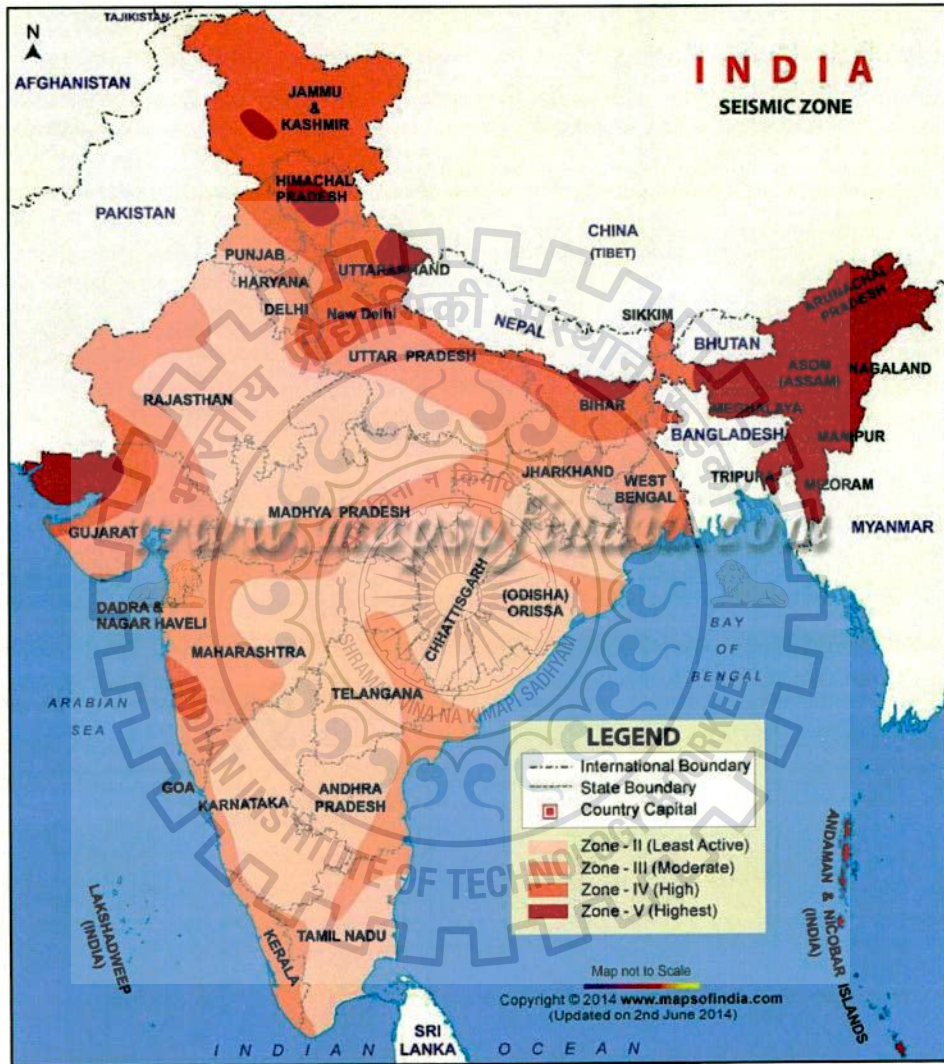 TAJIKISTAN
N
AFGHANISTAN
INDIA
SEISMIC ZONE
JAMMU
&
KASHMIR
HIMACHAL
PRADESH
PAKISTAN
CHINA
(TIBET)
PUNJAB
UTTARAKHAND
HARYANA
DELHI
New Delhi
NEPAL
SIKKIM
BHUTAN
ARUNACHAL
PRADESH
UTTAR PRADESH
ASOM
(ASSAM)
NAGALAND
RAJASTHAN
BIHAR
MEGHALAYA
BANGLADESH
MANIPUR
JHARKHAND
WEST
BENGAL
TRIPURA
MIZORAM
MADHYA PRADESH
GUJARAT
www.mapsofindia.com
MYANMAR
CHHATTISGARH
(ODISHA)
ORISSA
DADRA &
NAGAR HAVELI
MAHARASHTRA
BAY
OF
BENGAL
TELANGANA
ARABIAN
SEA
GOA
KARNATAKA
ANDHRA
PRADESH
LEGEND
International Boundary
State Boundary
Country Capital
Zone - II (Least Active)
Zone - III (Moderate)
Zone - IV (High)
Zone - V (Highest)
ANDAMAN & NICOBAR ISLANDS
(INDIA)
LAKSHADWEEP
(INDIA)
KERALA
TAMIL NADU
Map not to Scale
Copyright © 2014 www.mapsofindia.com
(Updated on 2nd June 2014)
SRI
LANKA
INDIAN OCEAN
INDIAN INSTITUTE OF TECHNOLOGY ROORKEE